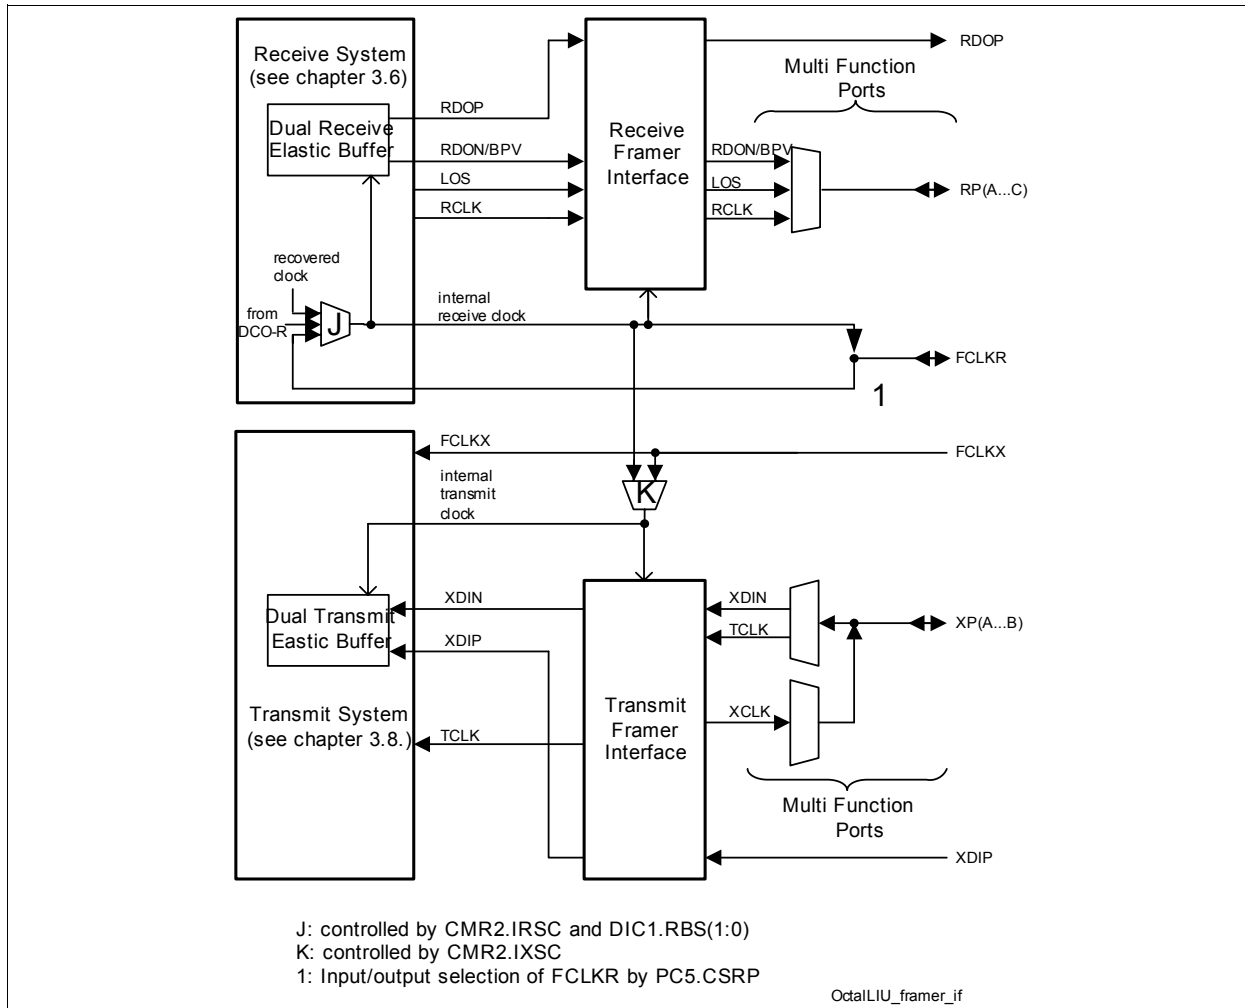 Receive System
(see chapter 3.6)
Dual Receive
Elastic Buffer
RDOP
RDON/BPV
LOS
RCLK
Receive
Framer
Interface
RDOP
Multi Function
Ports
RDON/BPV
LOS
RCLK
RP(A...C)
recovered
clock
from
DCO-R
J
internal
receive clock
FCLKR
1
FCLKX
FCLKX
internal
transmit
clock
K
Dual Transmit
Eastic Buffer
XDIN
XDIP
Transmit System
(see chapter 3.8.)
TCLK
Transmit
Framer
Interface
XDIN
TCLK
XCLK
XP(A...B)
Multi Function
Ports
XDIP
J: controlled by CMR2.IRSC and DIC1.RBS(1:0)
K: controlled by CMR2.IXSC
1: Input/output selection of FCLKR by PC5.CSRP
OctalLIU_framer_if